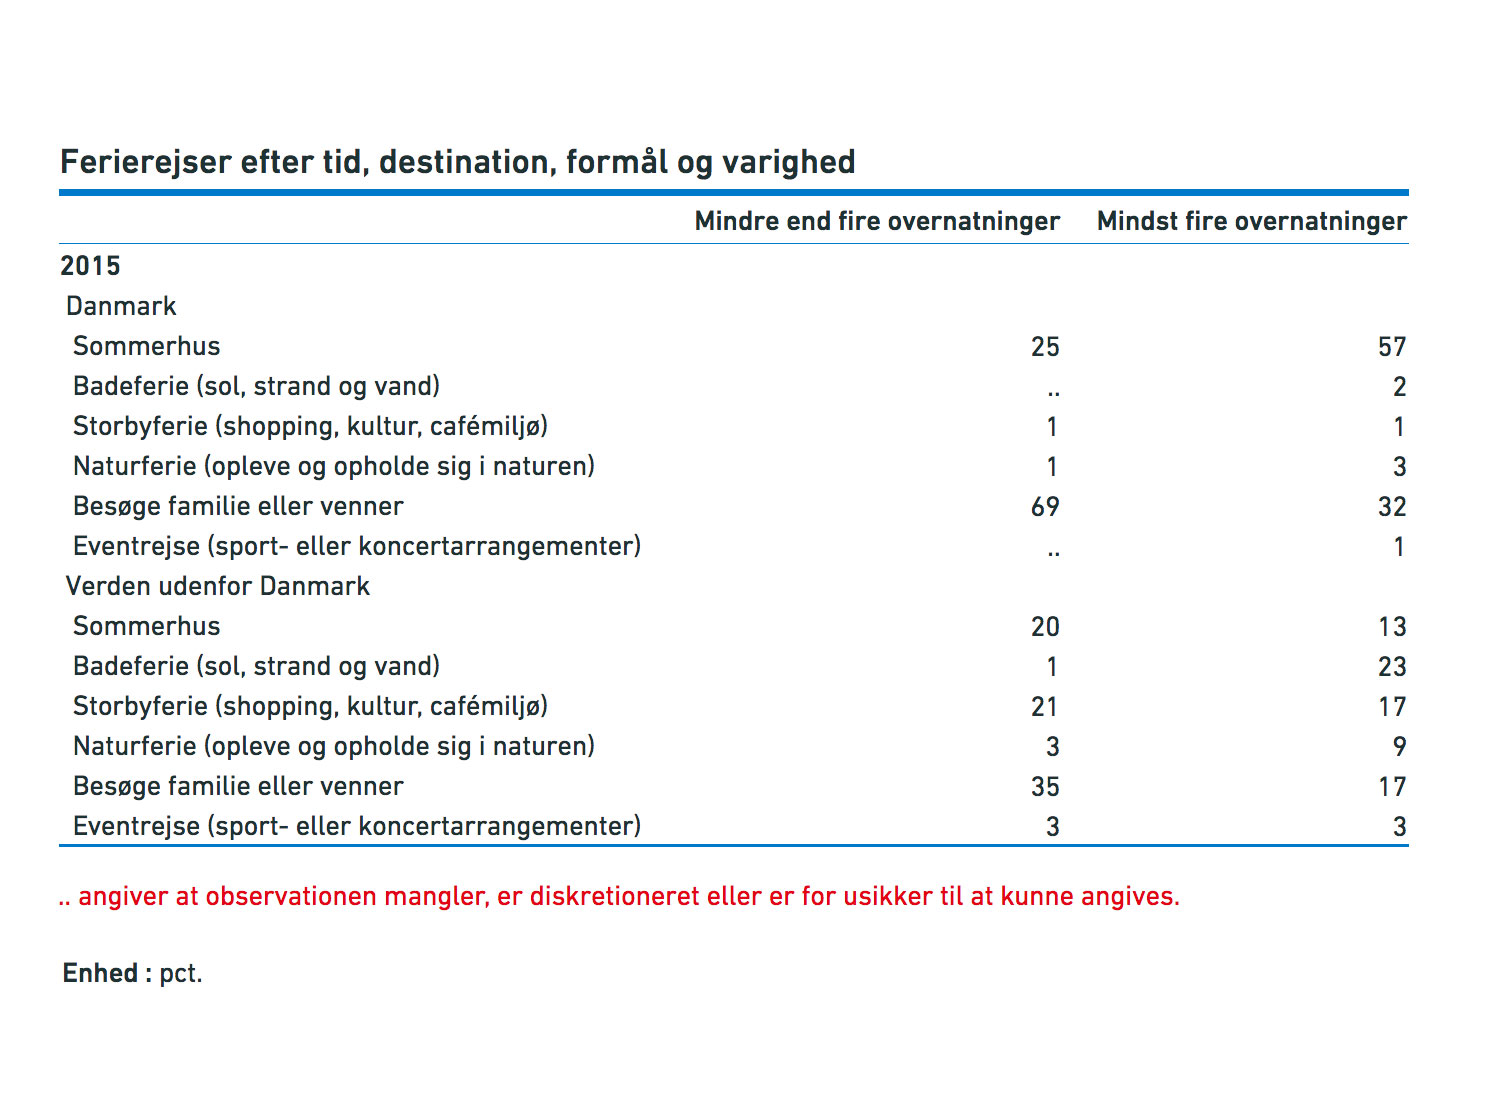 Ferierejser efter tid, destination, formål og varighed
Mindre end fire overnatninger Mindst fire overnatninger
2015
Danmark
Sommerhus 25 57
Badeferie (sol, strand og vand) .. 2
Storbyferie (shopping, kultur, cafémiljø) 1 1
Naturferie (opleve og opholde sig i naturen) 1 3
Besøge familie eller venner 69 32
Eventrejse (sport- eller koncertarrangementer) .. 1
Verden udenfor Danmark
Sommerhus 20 13
Badeferie (sol, strand og vand) 1 23
Storbyferie (shopping, kultur, cafémiljø) 21 17
Naturferie (opleve og opholde sig i naturen) 3 9
Besøge familie eller venner 35 17
Eventrejse (sport- eller koncertarrangementer) 3 3
.. angiver at observationen mangler, er diskretioneret eller er for usikker til at kunne angives.
Enhed : pct.